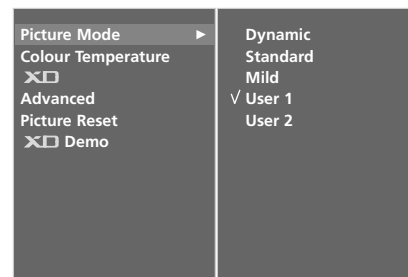 Picture Mode ►
Colour Temperature
XD
Advanced
Picture Reset
XD Demo
Dynamic
Standard
Mild
√ User 1
User 2